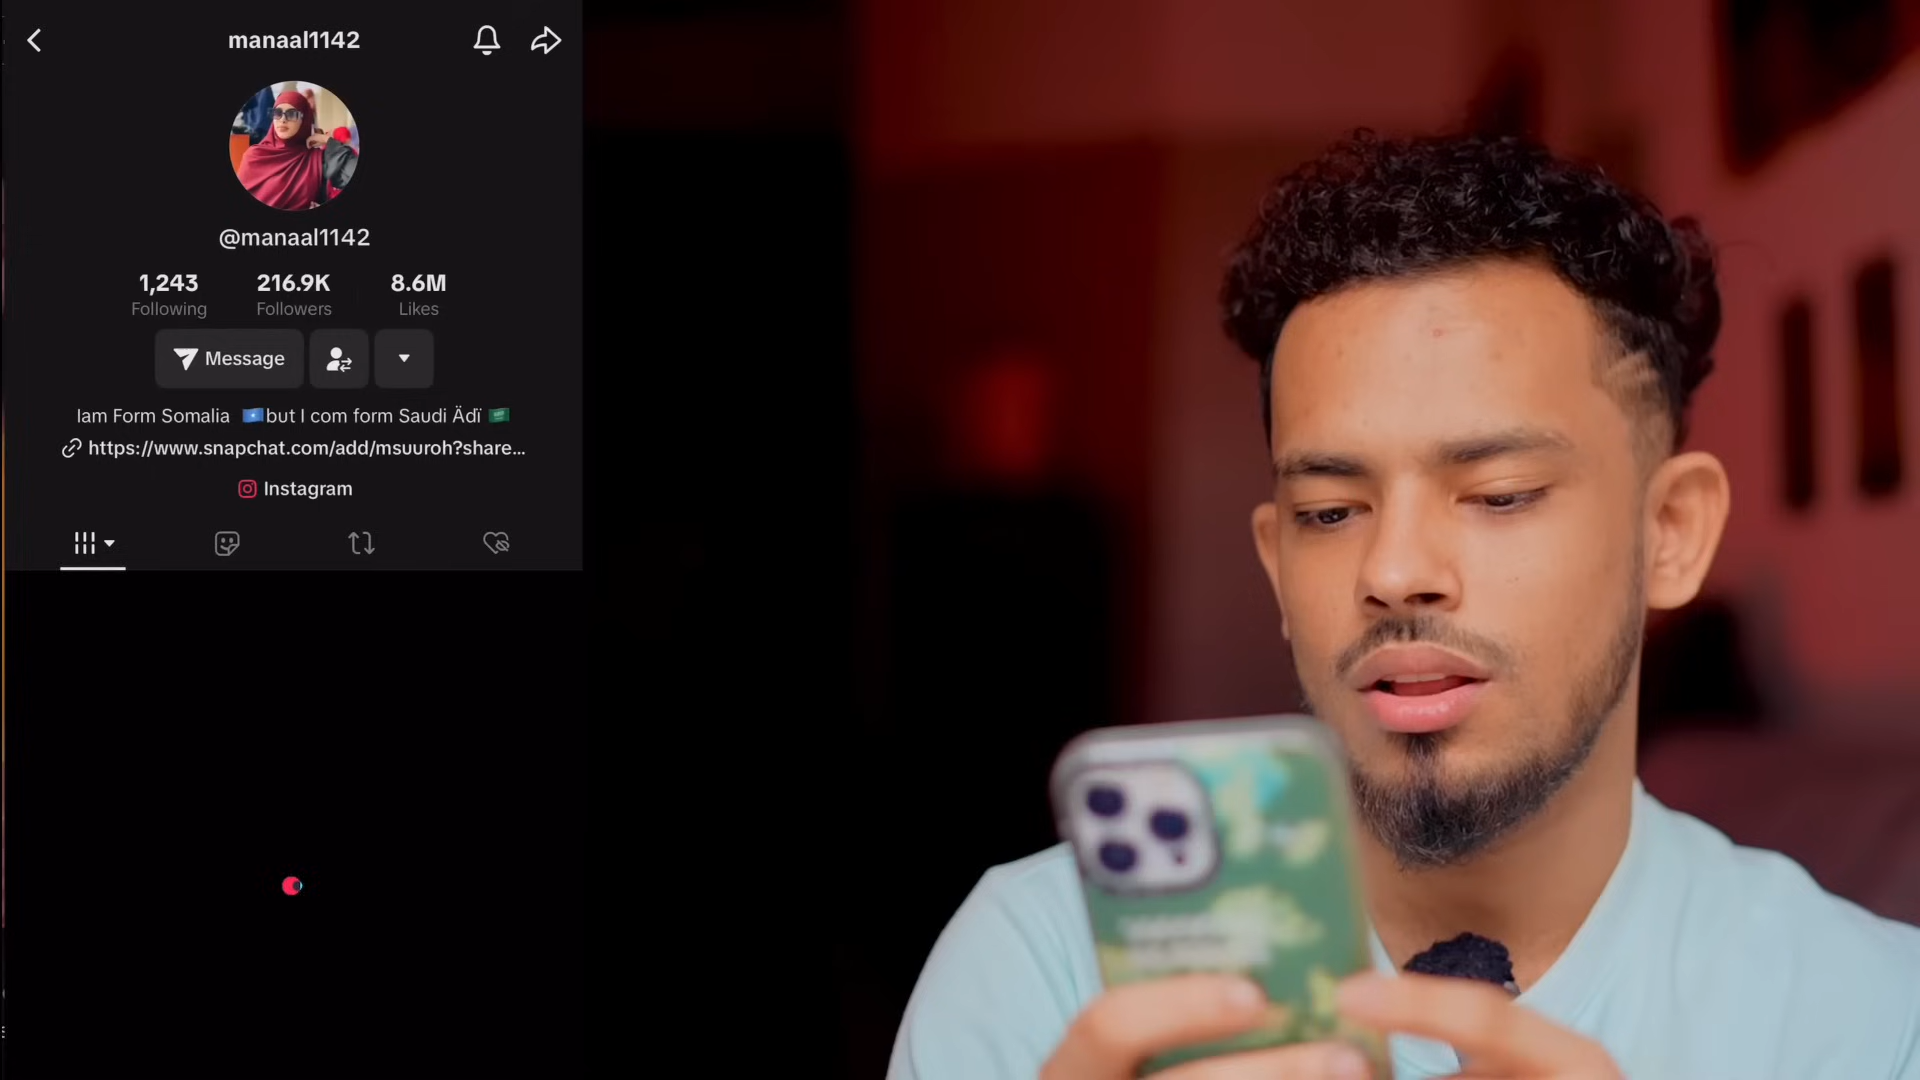 manaal1142
@manaal1142
1,243 216.9K 8.6M
Following Followers Likes
Message
Iam Form Somalia 🇸🇴but I com form Saudi Ädï 🇸🇦
https://www.snapchat.com/add/msuuroh?share...
Instagram